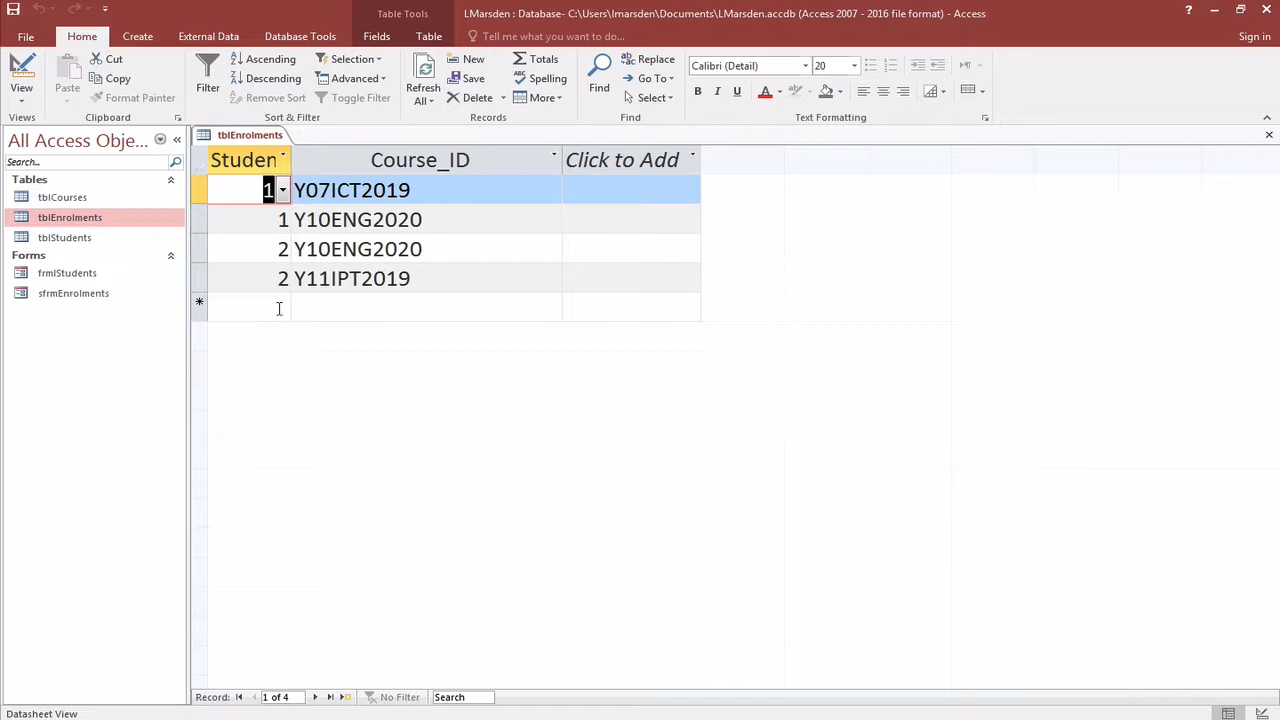 Table Tools
LMarsden : Database- C:\Users\lmarsden\Documents\LMarsden.accdb (Access 2007 - 2016 file format) - Access
File Home Create External Data Database Tools Fields Table Tell me what you want to do... Sign in
View
Views
Paste
Cut
Copy
Format Painter
Clipboard
Filter
Ascending
Descending
Remove Sort
Selection
Advanced
Toggle Filter
Sort & Filter
Refresh
All
New
Save
Delete
Totals
Spelling
More
Records
Find
Replace
Go To
Select
Find
Calibri (Detail) 20
B I U A
Text Formatting
All Access Obje...
Search...
Tables
tblCourses
tblEnrolments
tblStudents
Forms
frmlStudents
sfrmEnrolments
tblEnrolments
Studen Course_ID Click to Add
1 Y07ICT2019
1 Y10ENG2020
2 Y10ENG2020
2 Y11IPT2019
*
Record: 1 of 4 No Filter Search
Datasheet View